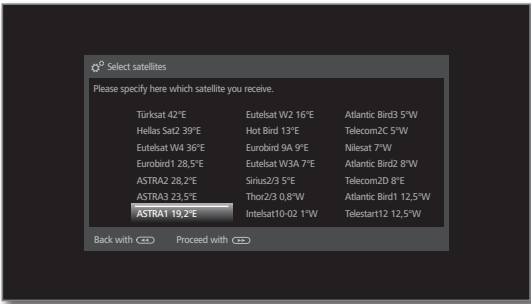 Select satellites
Please specify here which satellite you receive.
Türksat 42°E Eutelsat W2 16°E Atlantic Bird3 5°W
Hellas Sat2 39°E Hot Bird 13°E Telecom2C 5°W
Eutelsat W4 36°E Eurobird 9A 9°E Nilesat 7°W
Eurobird1 28,5°E Eutelsat W3A 7°E Atlantic Bird2 8°W
ASTRA2 28,2°E Sirius2/3 5°E Telecom2D 8°E
ASTRA3 23,5°E Thor2/3 0,8°W Atlantic Bird1 12,5°W
ASTRA1 19,2°E Intelsat10-02 1°W Telestart12 12,5°W
Back with Proceed with